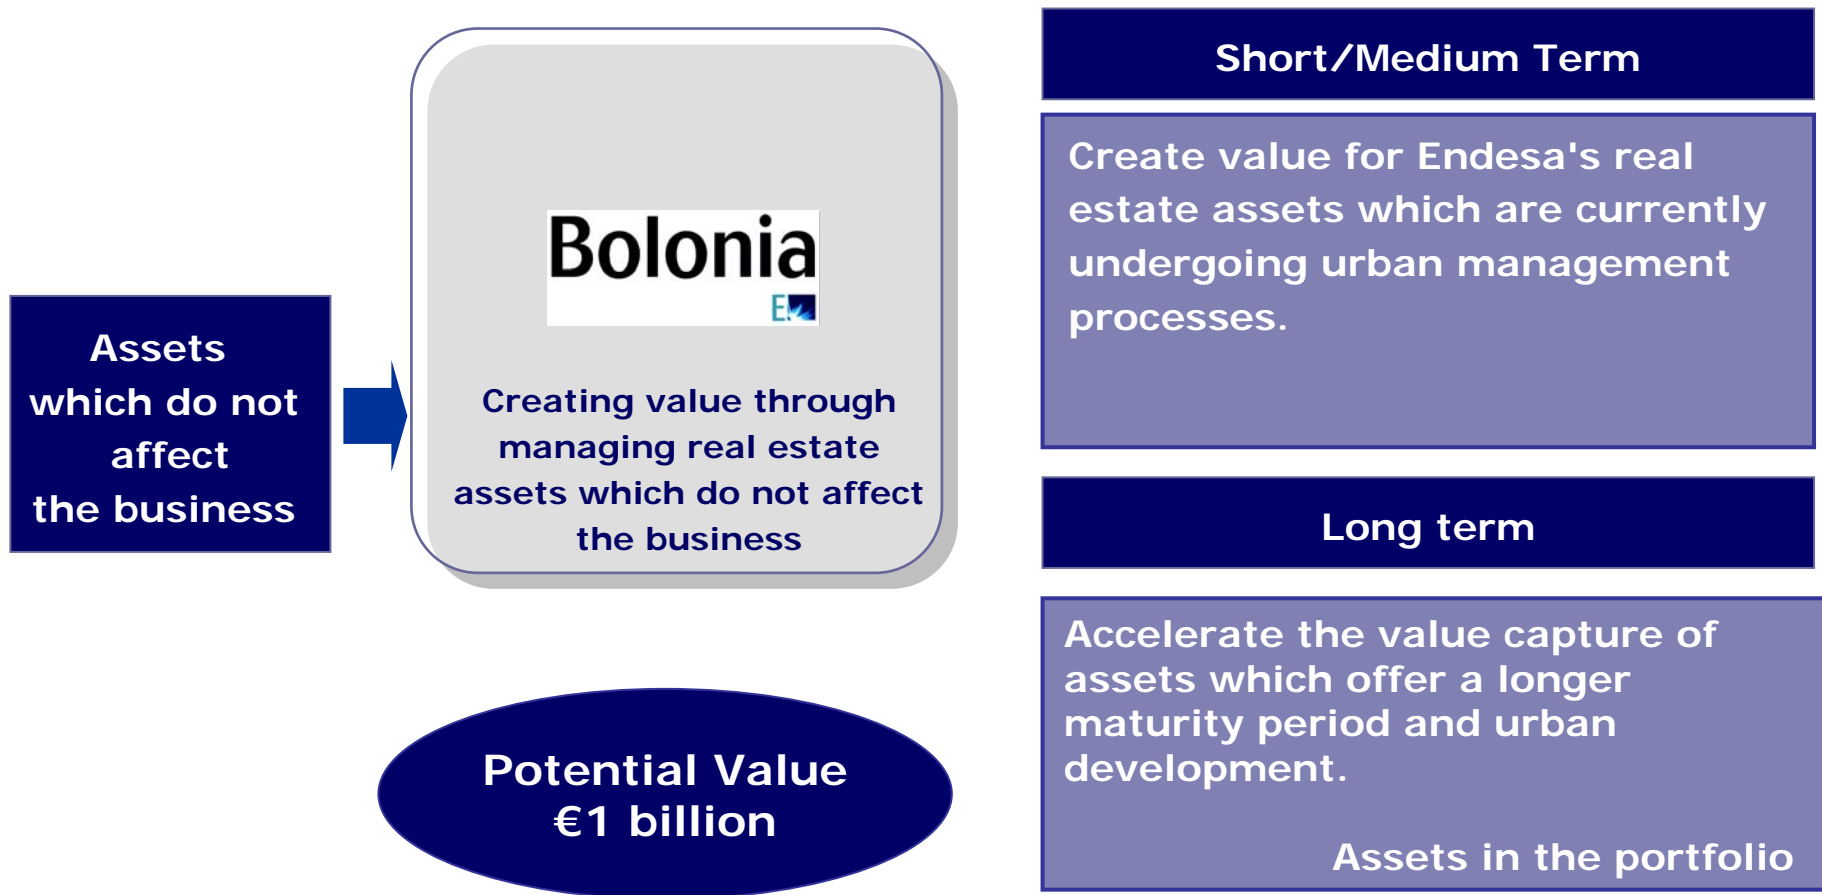 Assets
which do not
affect
the business
Bolonia
E
Creating value through
managing real estate
assets which do not affect
the business
Potential Value
€1 billion
Short/Medium Term
Create value for Endesa's real
estate assets which are currently
undergoing urban management
processes.
Long term
Accelerate the value capture of
assets which offer a longer
maturity period and urban
development.
Assets in the portfolio